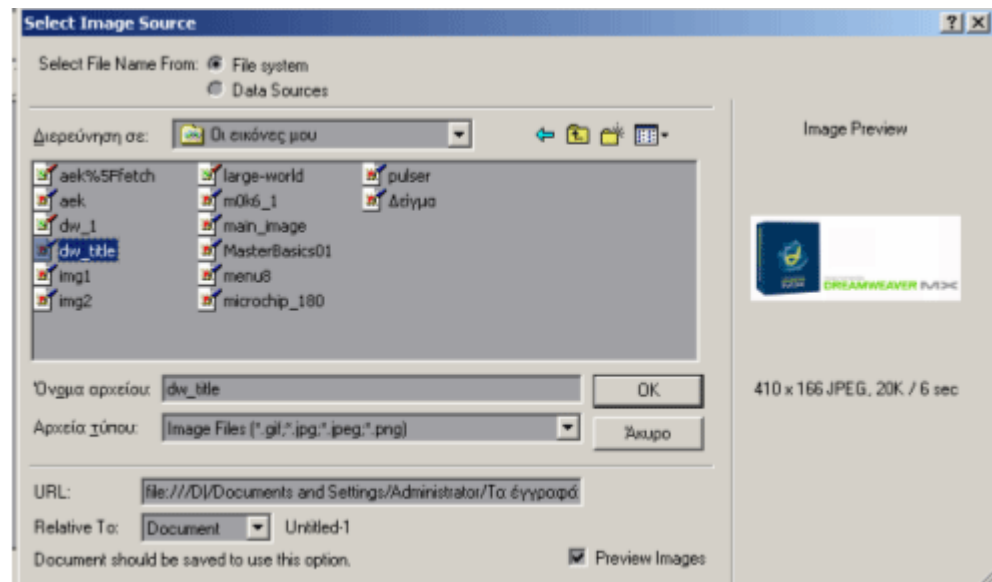 Select Image Source
Select File Name From: File system
Data Sources
Διερεύνηση σε: Οι εικόνες μου
Image Preview
aek%5Ffetch large-world pulser
aek m0k6_1 Δείγμα
dw_1 main_image
dw_title MasterBasics01
img1 menu8
img2 microchip_180
DREAMWEAVER MX
Όνομα αρχείου: dw_title OK
410 x 166 JPEG, 20K / 6 sec
Αρχεία τύπου: Image Files (*.gif;*.jpg;*.jpeg;*.png) Άκυρο
URL: file:///D|/Documents and Settings/Administrator/Τα έγγραφά
Relative To: Document Untitled-1
Document should be saved to use this option. Preview Images